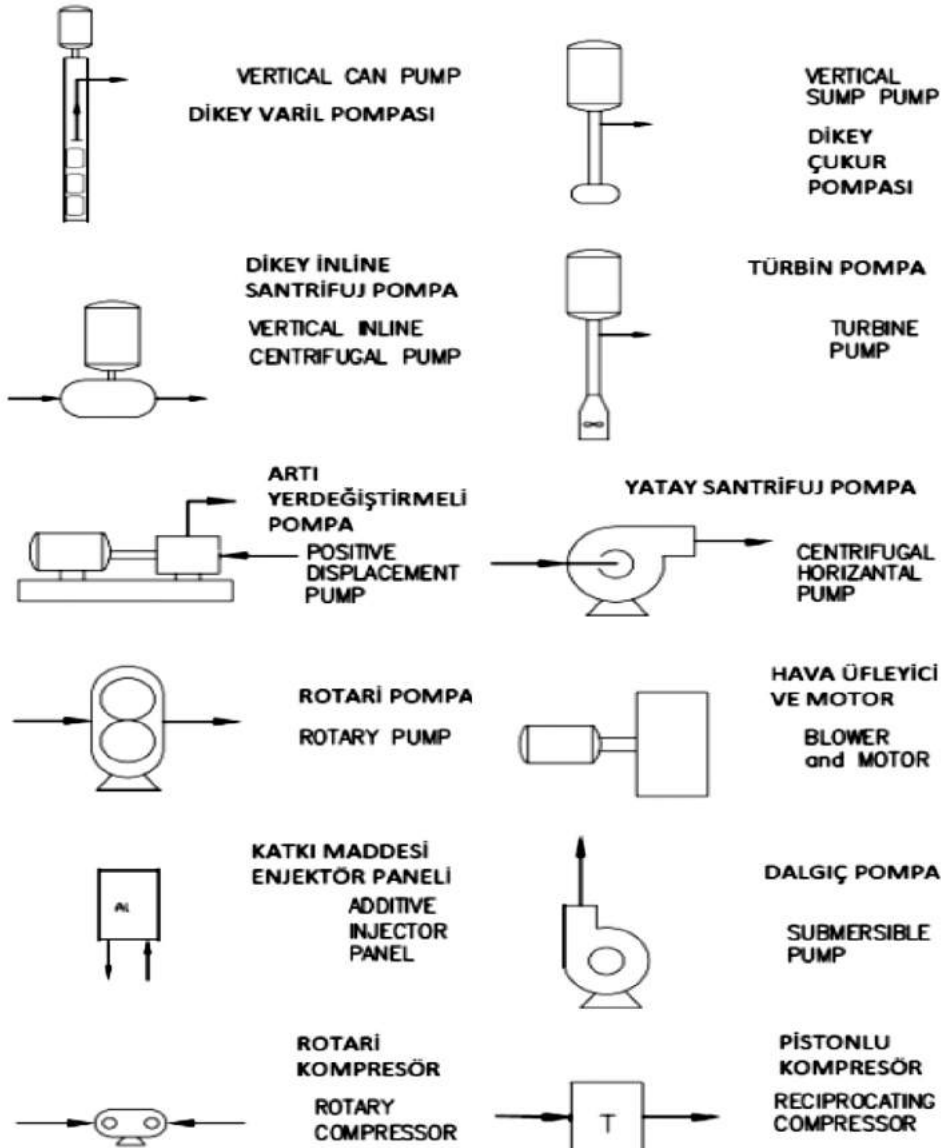 VERTICAL CAN PUMP
DİKEY VARİL POMPASI
VERTICAL
SUMP PUMP
DİKEY
ÇUKUR
POMPASI
DİKEY İNLİNE
SANTRİFUJ POMPA
VERTICAL INLINE
CENTRIFUGAL PUMP
TÜRBİN POMPA
TURBINE
PUMP
ARTI
YERDEĞİŞTİRMELİ
POMPA
POSITIVE
DISPLACEMENT
PUMP
YATAY SANTRİFUJ POMPA
CENTRIFUGAL
HORIZANTAL
PUMP
ROTARİ POMPA
ROTARY PUMP
HAVA ÜFLEYİCİ
VE MOTOR
BLOWER
and MOTOR
KATKI MADDESİ
ENJEKTÖR PANELİ
ADDITIVE
INJECTOR
PANEL
DALGIÇ POMPA
SUBMERSIBLE
PUMP
ROTARİ
KOMPRESÖR
ROTARY
COMPRESSOR
PİSTONLU
KOMPRESÖR
RECIPROCATING
COMPRESSOR
T